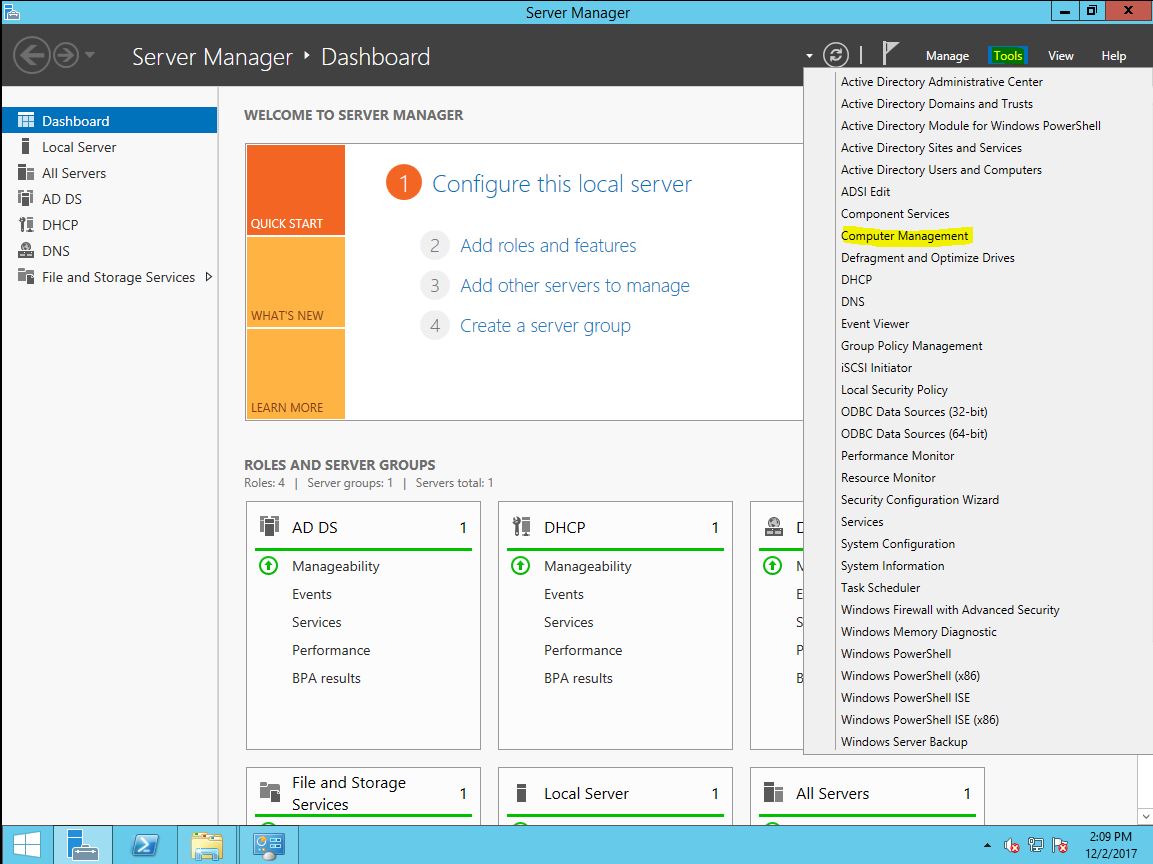 Server Manager
Server Manager ‣ Dashboard
Manage Tools View Help
Dashboard
Local Server
All Servers
AD DS
DHCP
DNS
File and Storage Services
WELCOME TO SERVER MANAGER
QUICK START
WHAT'S NEW
LEARN MORE
1 Configure this local server
2 Add roles and features
3 Add other servers to manage
4 Create a server group
ROLES AND SERVER GROUPS
Roles: 4 | Server groups: 1 | Servers total: 1
AD DS 1
Manageability
Events
Services
Performance
BPA results
DHCP 1
Manageability
Events
Services
Performance
BPA results
File and Storage
Services 1
Local Server 1
All Servers 1
Active Directory Administrative Center
Active Directory Domains and Trusts
Active Directory Module for Windows PowerShell
Active Directory Sites and Services
Active Directory Users and Computers
ADSI Edit
Component Services
Computer Management
Defragment and Optimize Drives
DHCP
DNS
Event Viewer
Group Policy Management
iSCSI Initiator
Local Security Policy
ODBC Data Sources (32-bit)
ODBC Data Sources (64-bit)
Performance Monitor
Resource Monitor
Security Configuration Wizard
Services
System Configuration
System Information
Task Scheduler
Windows Firewall with Advanced Security
Windows Memory Diagnostic
Windows PowerShell
Windows PowerShell (x86)
Windows PowerShell ISE
Windows PowerShell ISE (x86)
Windows Server Backup
2:09 PM
12/2/2017